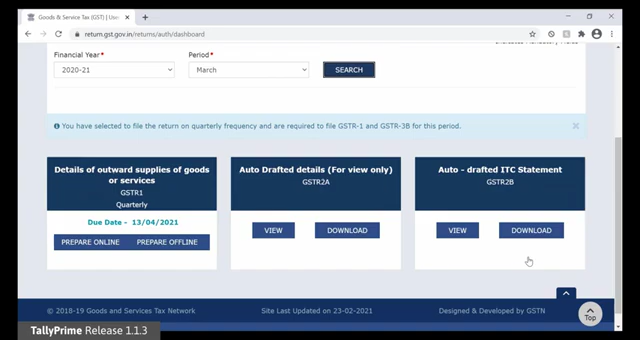 Goods & Service Tax (GST) | User
return.gst.gov.in/returns/auth/dashboard
Indicates Mandatory Fields
Financial Year*
Period*
2020-21
March
SEARCH
You have selected to file the return on quarterly frequency and are required to file GSTR-1 and GSTR-3B for this period.
Details of outward supplies of goods
or services
GSTR1
Quarterly
Due Date - 13/04/2021
PREPARE ONLINE
PREPARE OFFLINE
Auto Drafted details (For view only)
GSTR2A
VIEW
DOWNLOAD
Auto - drafted ITC Statement
GSTR2B
VIEW
DOWNLOAD
© 2018-19 Goods and Services Tax Network
Site Last Updated on 23-02-2021
Designed & Developed by GSTN
Top
TallyPrime Release 1.1.3